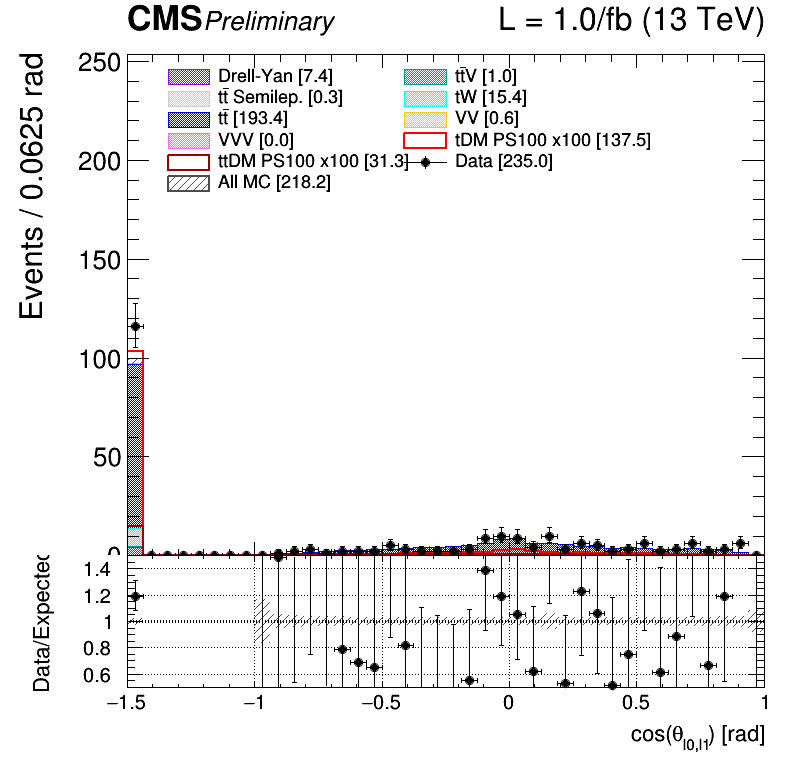 CMS Preliminary L = 1.0/fb (13 TeV)
Events / 0.0625 rad
250
200
150
100
50
0
Drell-Yan [7.4]
tt̄ Semilep. [0.3]
tt̄ [193.4]
VVV [0.0]
ttDM PS100 x100 [31.3]
All MC [218.2]
tt̄V [1.0]
tW [15.4]
VV [0.6]
tDM PS100 x100 [137.5]
Data [235.0]
Data/Expected
1.4
1.2
1
0.8
0.6
−1.5 −1 −0.5 0 0.5 1
cos(θl0,l1) [rad]